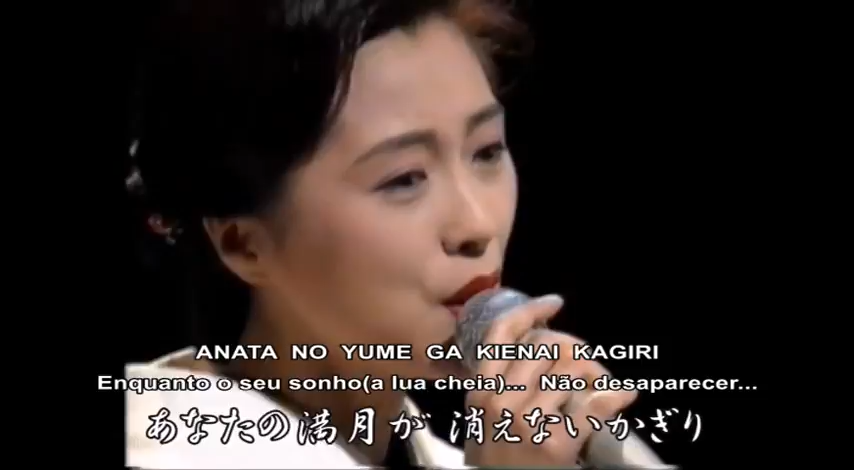 ANATA NO YUME GA KIENAI KAGIRI
Enquanto o seu sonho(a lua cheia)... Não desaparecer...
あなたの満月が 消えないかぎり